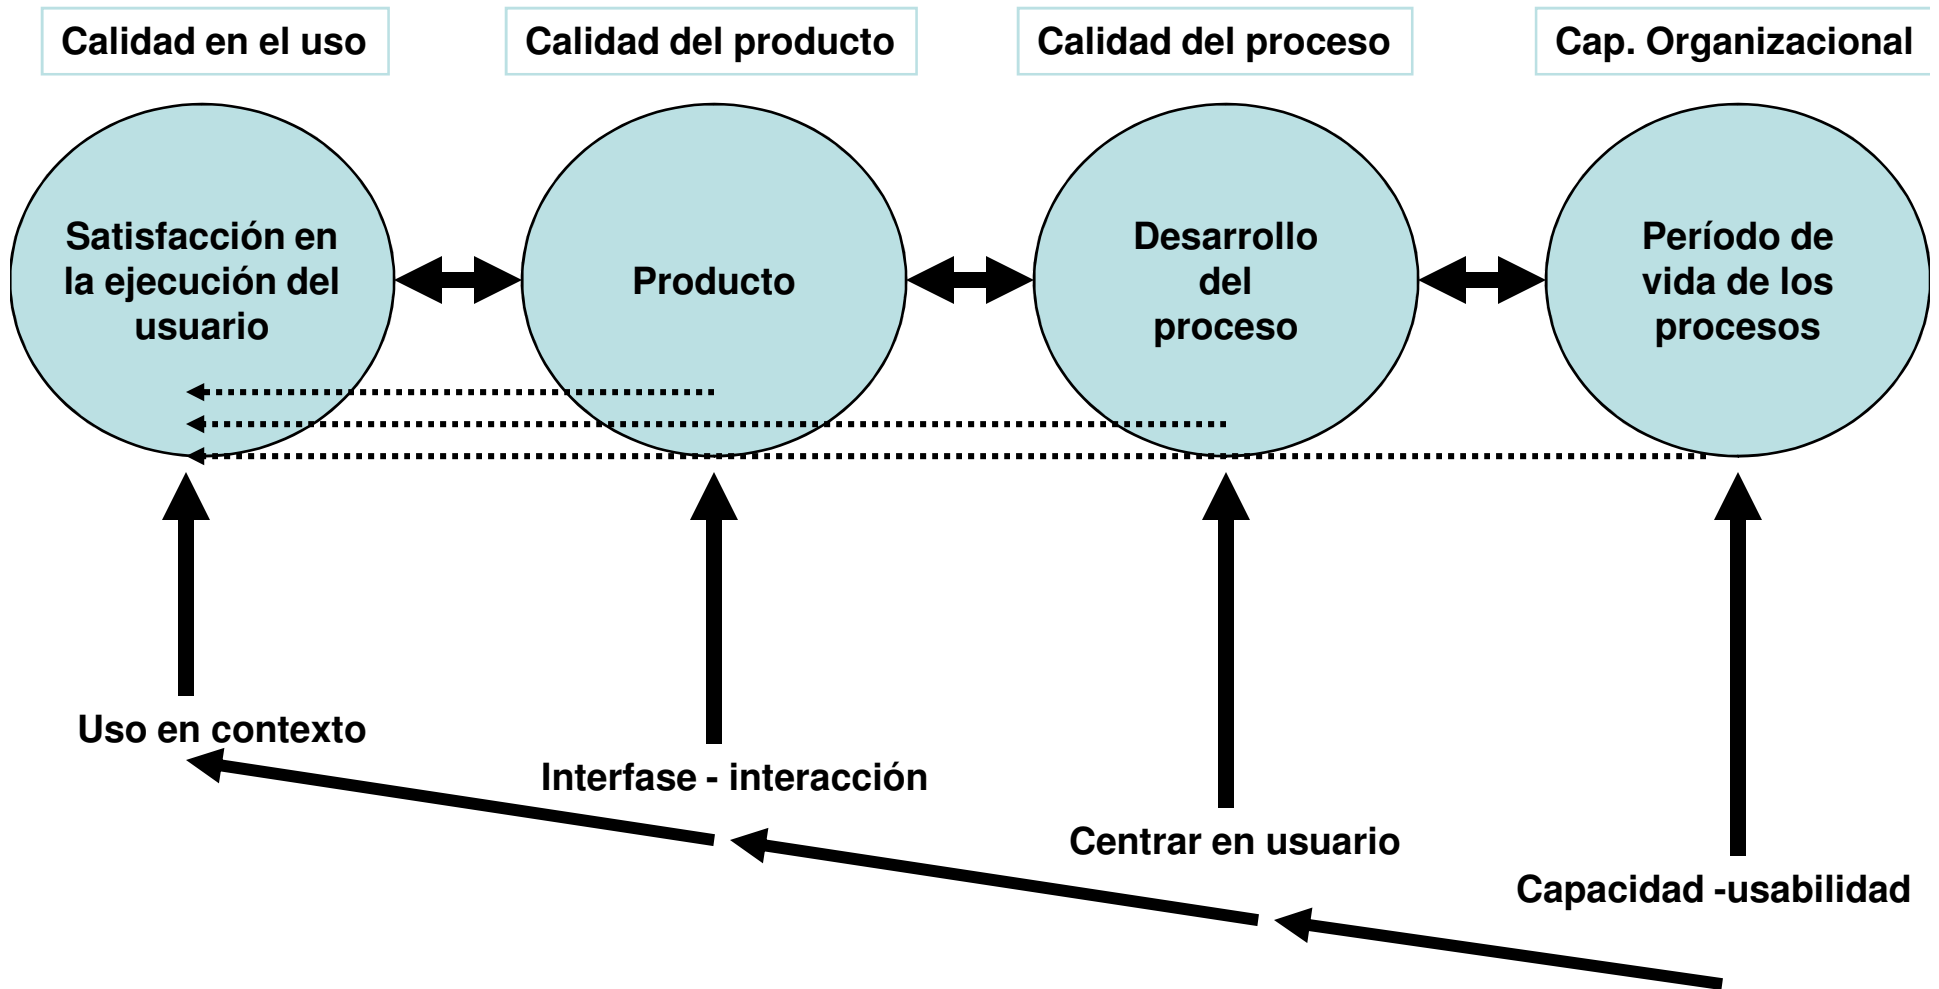 Calidad en el uso
Calidad del producto
Calidad del proceso
Cap. Organizacional
Satisfacción en
la ejecución del
usuario
Producto
Desarrollo
del
proceso
Período de
vida de los
procesos
Uso en contexto
Interfase - interacción
Centrar en usuario
Capacidad -usabilidad